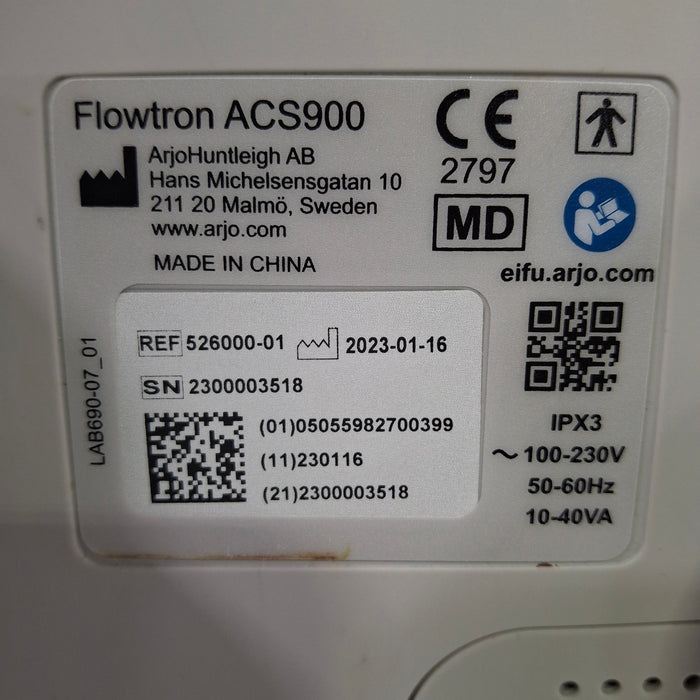 Flowtron ACS900
ArjoHuntleigh AB
Hans Michelsensgatan 10
211 20 Malmö, Sweden
www.arjo.com
MADE IN CHINA
CE
2797
MD
eifu.arjo.com
REF 526000-01 2023-01-16
SN 2300003518
(01)05055982700399
(11)230116
(21)2300003518
LAB690-07_01
IPX3
~ 100-230V
50-60Hz
10-40VA